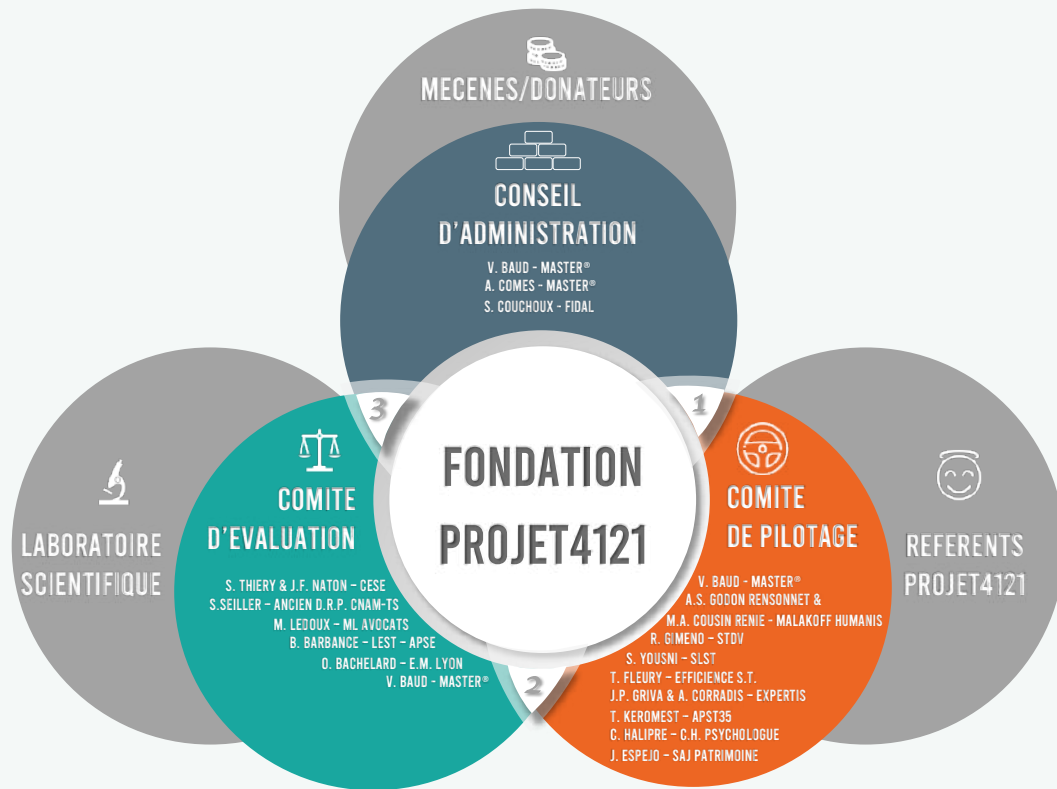 MECENES/DONATEURS
CONSEIL
D'ADMINISTRATION
V. BAUD - MASTER®
A. COMES - MASTER®
S. COUCHOUX - FIDAL
3
1
FONDATION
PROJET4121
LABORATOIRE
SCIENTIFIQUE
COMITE
D'EVALUATION
S. THIERY & J.F. NATON – CESE
S.SEILLER – ANCIEN D.R.P. CNAM-TS
M. LEDOUX – ML AVOCATS
B. BARBANCE – LEST – APSE
O. BACHELARD – E.M. LYON
V. BAUD - MASTER®
2
COMITE
DE PILOTAGE
V. BAUD - MASTER®
A.S. GODON RENSONNET &
M.A. COUSIN RENIE - MALAKOFF HUMANIS
R. GIMENO – STDV
S. YOUSNI – SLST
T. FLEURY – EFFICIENCE S.T.
J.P. GRIVA & A. CORRADIS – EXPERTIS
T. KEROMEST – APST35
C. HALIPRE – C.H. PSYCHOLOGUE
J. ESPEJO – SAJ PATRIMOINE
REFERENTS
PROJET4121